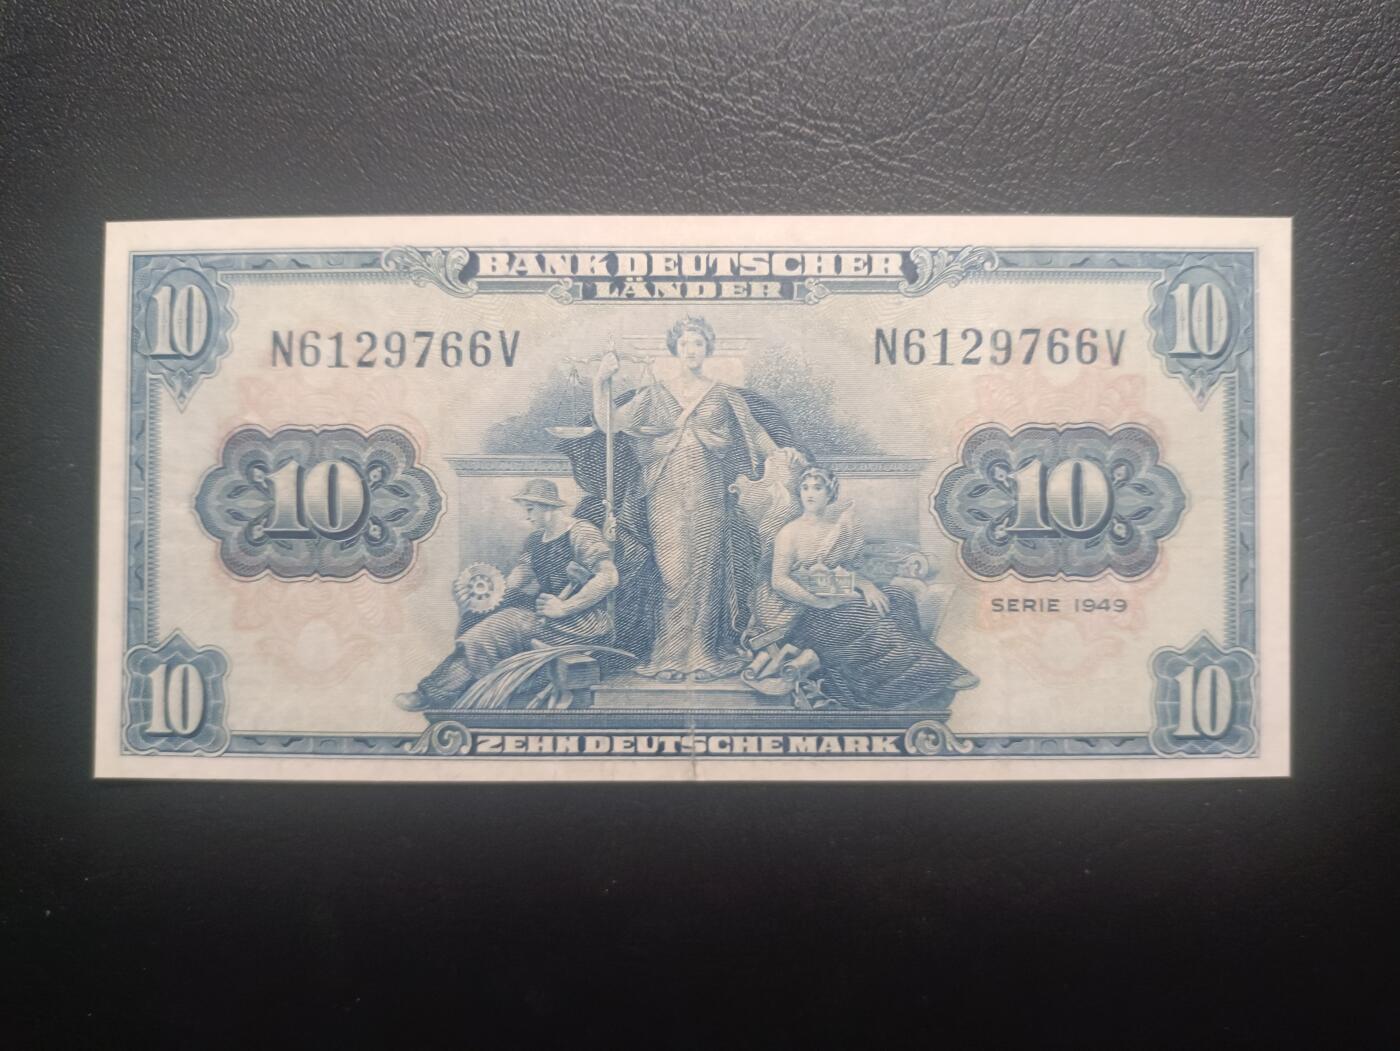 BANK DEUTSCHER
LÄNDER
10
10
N6129766V
N6129766V
10
10
SERIE 1949
10
10
ZEHN DEUTSCHE MARK